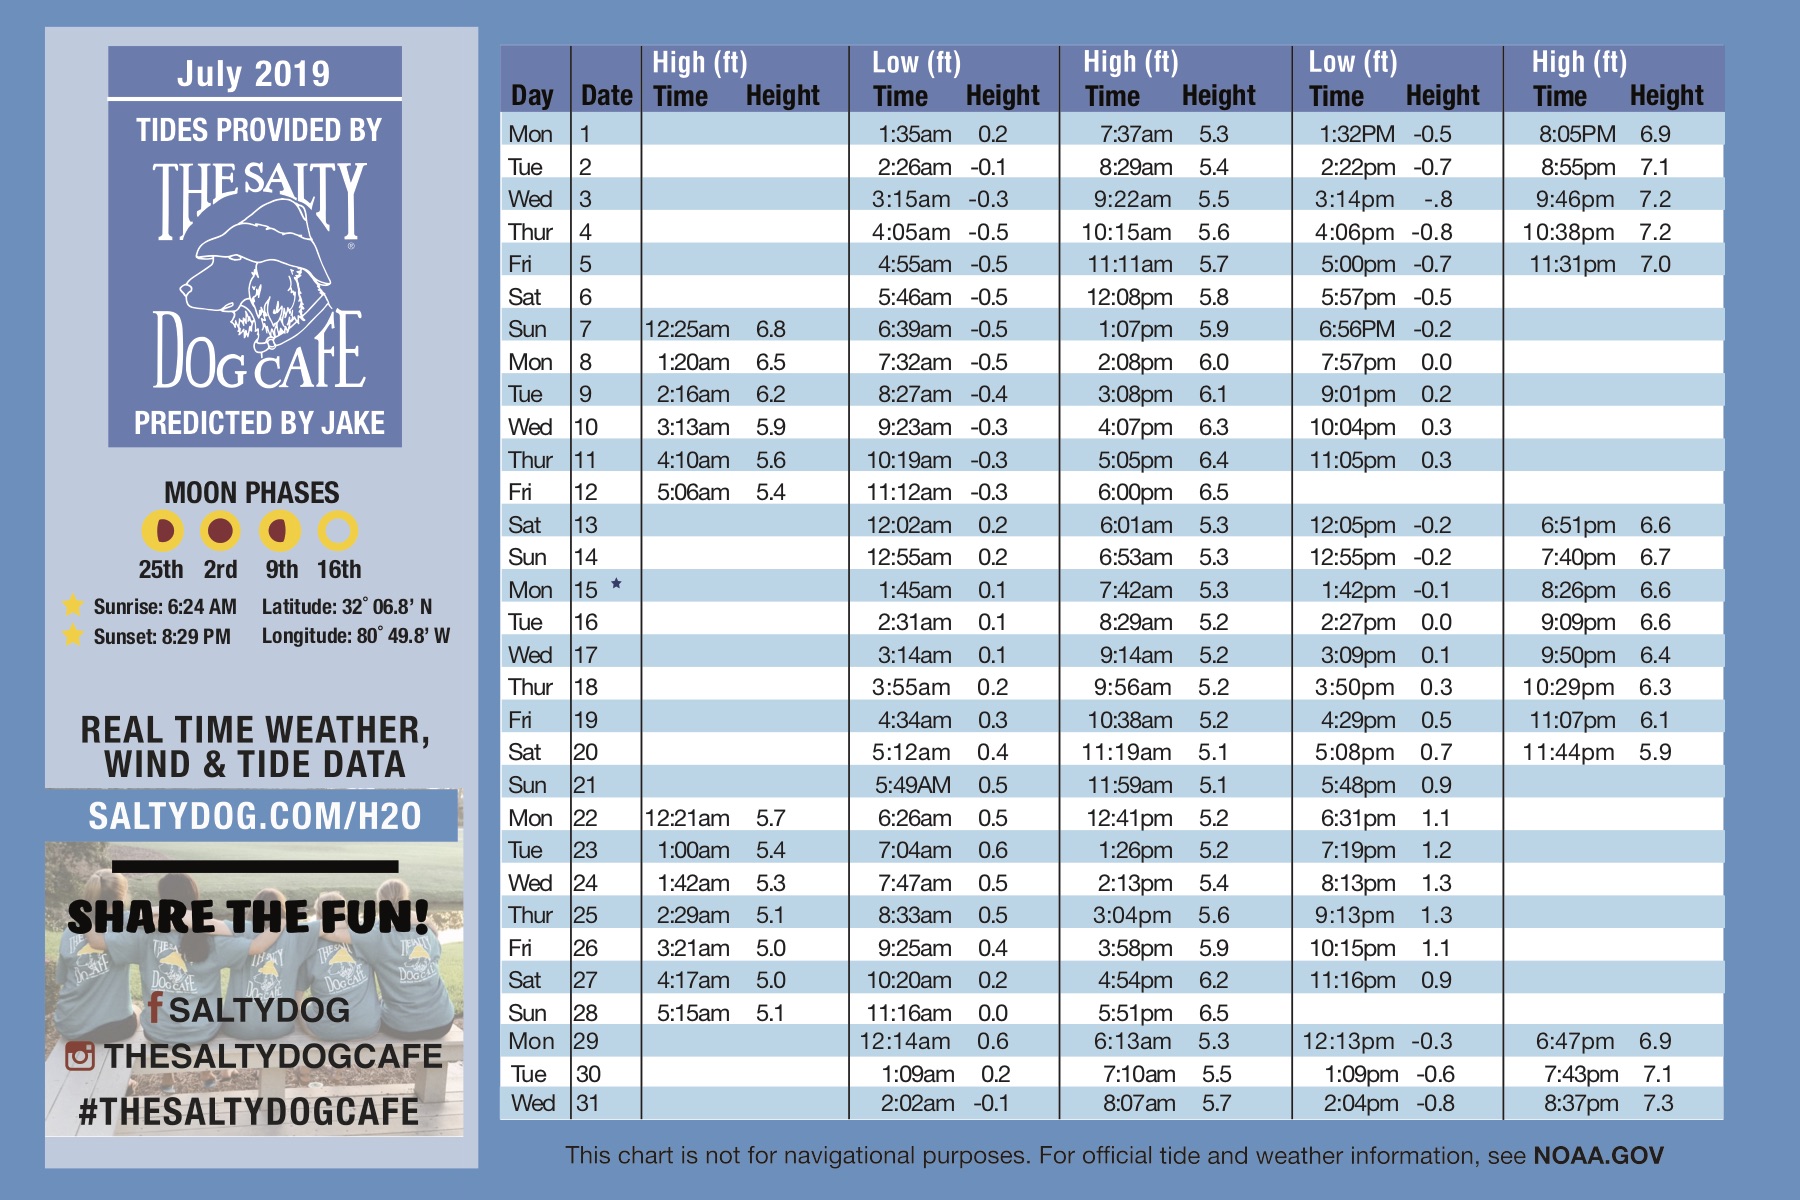 July 2019
TIDES PROVIDED BY
THE SALTY
®
DOG CAFE
PREDICTED BY JAKE
MOON PHASES
25th 2rd 9th 16th
Sunrise: 6:24 AM Latitude: 32° 06.8’ N
Sunset: 8:29 PM Longitude: 80° 49.8’ W
REAL TIME WEATHER,
WIND & TIDE DATA
SALTYDOG.COM/H2O
SHARE THE FUN!
f SALTYDOG
THESALTYDOGCAFE
#THESALTYDOGCAFE
High (ft) Low (ft) High (ft) Low (ft) High (ft)
Day Date Time Height Time Height Time Height Time Height Time Height
Mon 1 1:35am 0.2 7:37am 5.3 1:32PM -0.5 8:05PM 6.9
Tue 2 2:26am -0.1 8:29am 5.4 2:22pm -0.7 8:55pm 7.1
Wed 3 3:15am -0.3 9:22am 5.5 3:14pm -.8 9:46pm 7.2
Thur 4 4:05am -0.5 10:15am 5.6 4:06pm -0.8 10:38pm 7.2
Fri 5 4:55am -0.5 11:11am 5.7 5:00pm -0.7 11:31pm 7.0
Sat 6 5:46am -0.5 12:08pm 5.8 5:57pm -0.5
Sun 7 12:25am 6.8 6:39am -0.5 1:07pm 5.9 6:56PM -0.2
Mon 8 1:20am 6.5 7:32am -0.5 2:08pm 6.0 7:57pm 0.0
Tue 9 2:16am 6.2 8:27am -0.4 3:08pm 6.1 9:01pm 0.2
Wed 10 3:13am 5.9 9:23am -0.3 4:07pm 6.3 10:04pm 0.3
Thur 11 4:10am 5.6 10:19am -0.3 5:05pm 6.4 11:05pm 0.3
Fri 12 5:06am 5.4 11:12am -0.3 6:00pm 6.5
Sat 13 12:02am 0.2 6:01am 5.3 12:05pm -0.2 6:51pm 6.6
Sun 14 12:55am 0.2 6:53am 5.3 12:55pm -0.2 7:40pm 6.7
Mon 15 1:45am 0.1 7:42am 5.3 1:42pm -0.1 8:26pm 6.6
Tue 16 2:31am 0.1 8:29am 5.2 2:27pm 0.0 9:09pm 6.6
Wed 17 3:14am 0.1 9:14am 5.2 3:09pm 0.1 9:50pm 6.4
Thur 18 3:55am 0.2 9:56am 5.2 3:50pm 0.3 10:29pm 6.3
Fri 19 4:34am 0.3 10:38am 5.2 4:29pm 0.5 11:07pm 6.1
Sat 20 5:12am 0.4 11:19am 5.1 5:08pm 0.7 11:44pm 5.9
Sun 21 5:49AM 0.5 11:59am 5.1 5:48pm 0.9
Mon 22 12:21am 5.7 6:26am 0.5 12:41pm 5.2 6:31pm 1.1
Tue 23 1:00am 5.4 7:04am 0.6 1:26pm 5.2 7:19pm 1.2
Wed 24 1:42am 5.3 7:47am 0.5 2:13pm 5.4 8:13pm 1.3
Thur 25 2:29am 5.1 8:33am 0.5 3:04pm 5.6 9:13pm 1.3
Fri 26 3:21am 5.0 9:25am 0.4 3:58pm 5.9 10:15pm 1.1
Sat 27 4:17am 5.0 10:20am 0.2 4:54pm 6.2 11:16pm 0.9
Sun 28 5:15am 5.1 11:16am 0.0 5:51pm 6.5
Mon 29 12:14am 0.6 6:13am 5.3 12:13pm -0.3 6:47pm 6.9
Tue 30 1:09am 0.2 7:10am 5.5 1:09pm -0.6 7:43pm 7.1
Wed 31 2:02am -0.1 8:07am 5.7 2:04pm -0.8 8:37pm 7.3
This chart is not for navigational purposes. For official tide and weather information, see NOAA.GOV